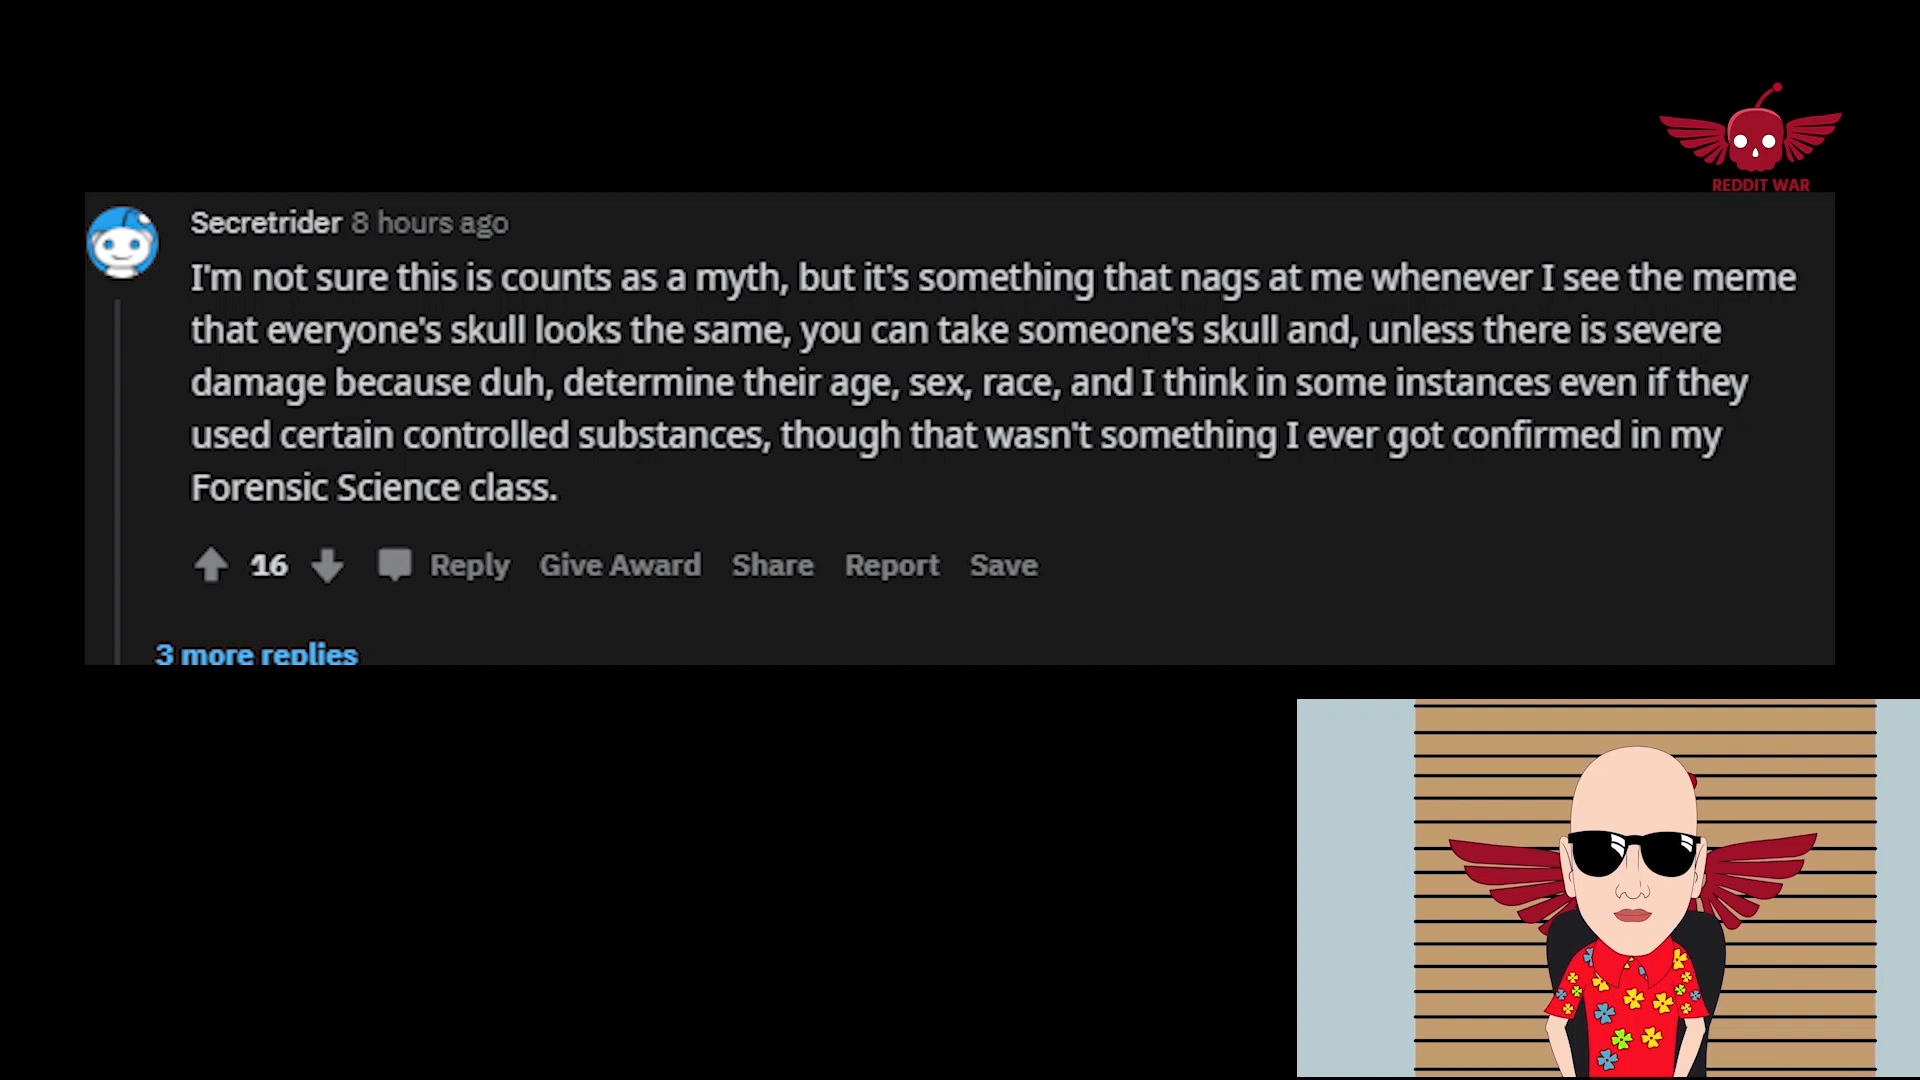 REDDIT WAR
Secretrider 8 hours ago
I'm not sure this is counts as a myth, but it's something that nags at me whenever I see the meme
that everyone's skull looks the same, you can take someone's skull and, unless there is severe
damage because duh, determine their age, sex, race, and I think in some instances even if they
used certain controlled substances, though that wasn't something I ever got confirmed in my
Forensic Science class.
16 Reply Give Award Share Report Save
3 more replies